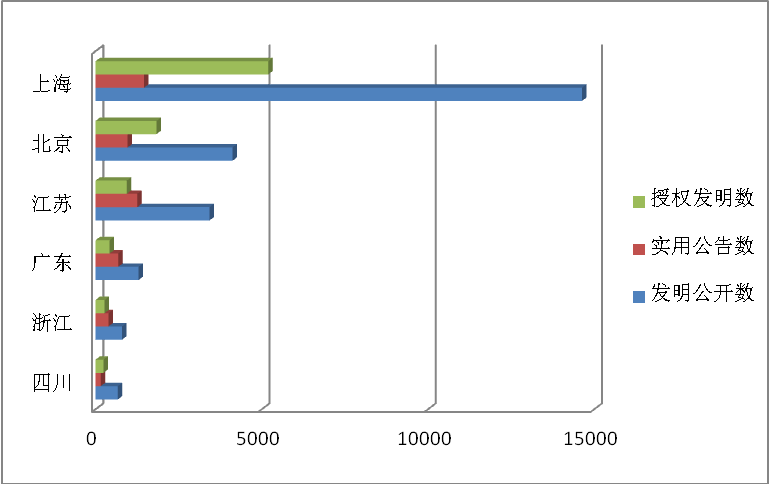 上海
北京
江苏
广东
浙江
四川
0 5000 10000 15000
授权发明数
实用公告数
发明公开数